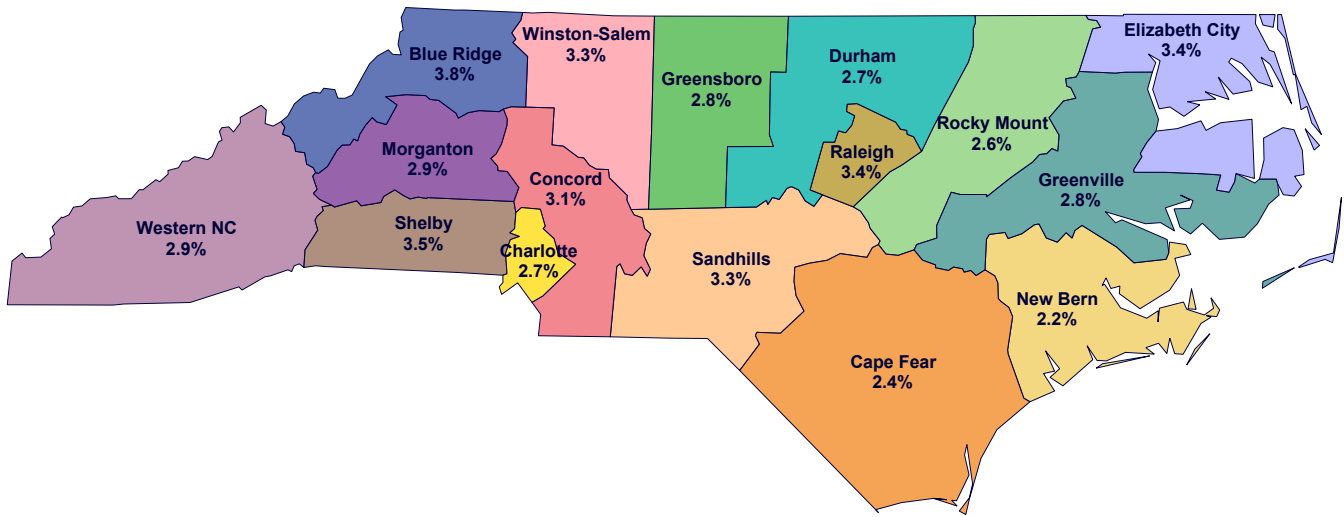 Blue Ridge
3.8%
Winston-Salem
3.3%
Greensboro
2.8%
Durham
2.7%
Elizabeth City
3.4%
Rocky Mount
2.6%
Raleigh
3.4%
Morganton
2.9%
Concord
3.1%
Greenville
2.8%
Western NC
2.9%
Shelby
3.5%
Charlotte
2.7%
Sandhills
3.3%
New Bern
2.2%
Cape Fear
2.4%